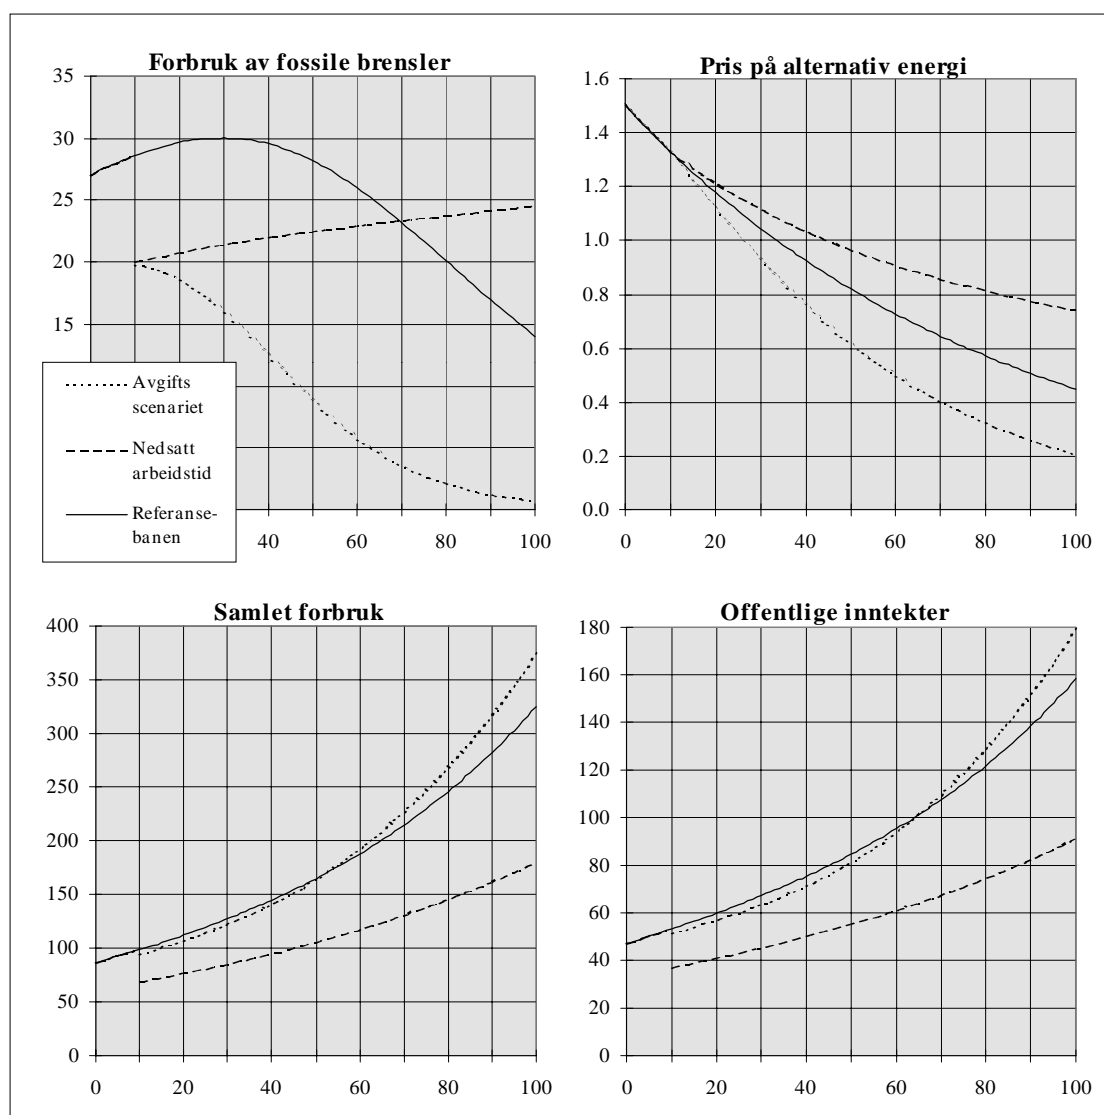 Forbruk av fossile brensler
35
30
25
20
15
40 60 80 100
Avgifts
scenariet
Nedsatt
arbeidstid
Referanse-
banen
Pris på alternativ energi
1.6
1.4
1.2
1.0
0.8
0.6
0.4
0.2
0.0
0 20 40 60 80 100
Samlet forbruk
400
350
300
250
200
150
100
50
0
0 20 40 60 80 100
Offentlige inntekter
180
160
140
120
100
80
60
40
20
0
0 20 40 60 80 100